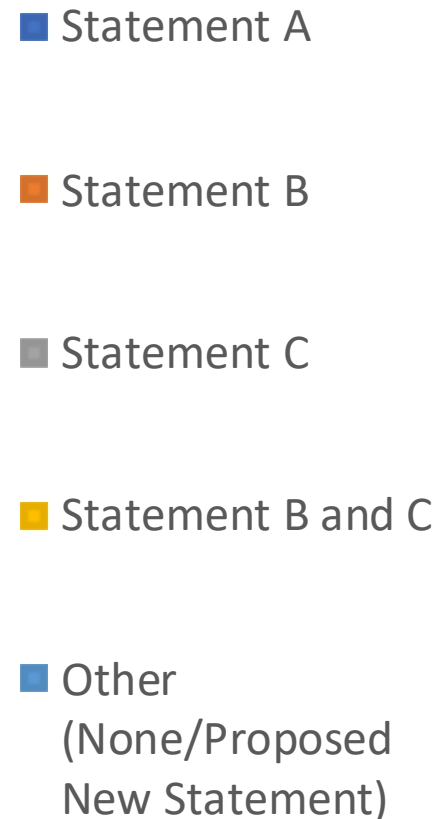 Statement A
Statement B
Statement C
Statement B and C
Other
(None/Proposed
New Statement)